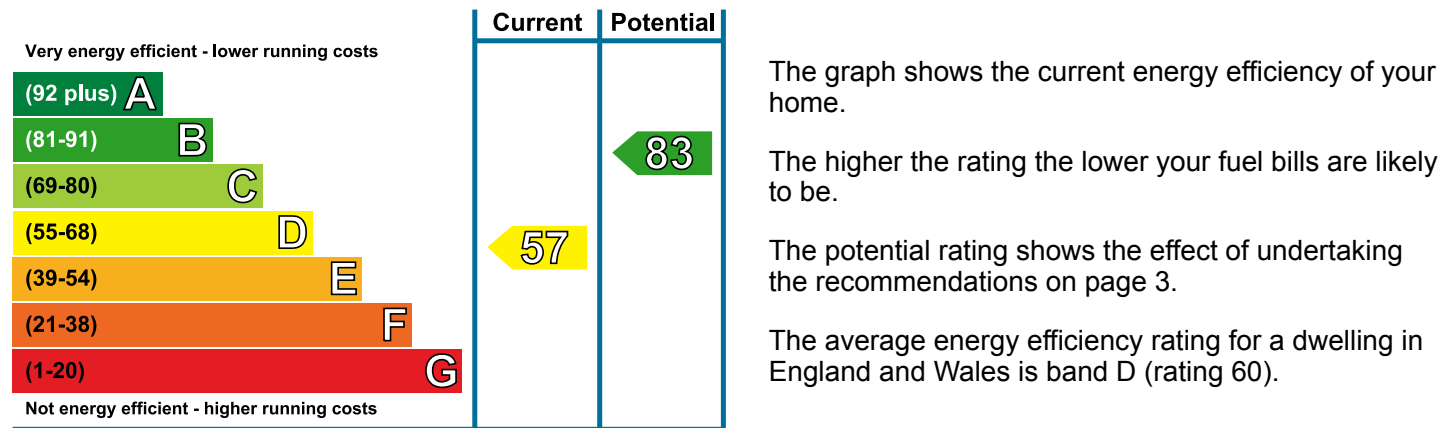 Current Potential
Very energy efficient - lower running costs
(92 plus) A
(81-91) B
(69-80) C
(55-68) D
(39-54) E
(21-38) F
(1-20) G
Not energy efficient - higher running costs
83
57
The graph shows the current energy efficiency of your
home.
The higher the rating the lower your fuel bills are likely
to be.
The potential rating shows the effect of undertaking
the recommendations on page 3.
The average energy efficiency rating for a dwelling in
England and Wales is band D (rating 60).